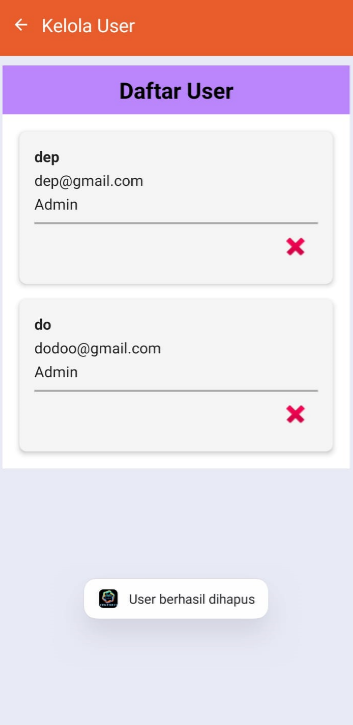 Kelola User
Daftar User
dep
dep@gmail.com
Admin
do
dodoo@gmail.com
Admin
User berhasil dihapus